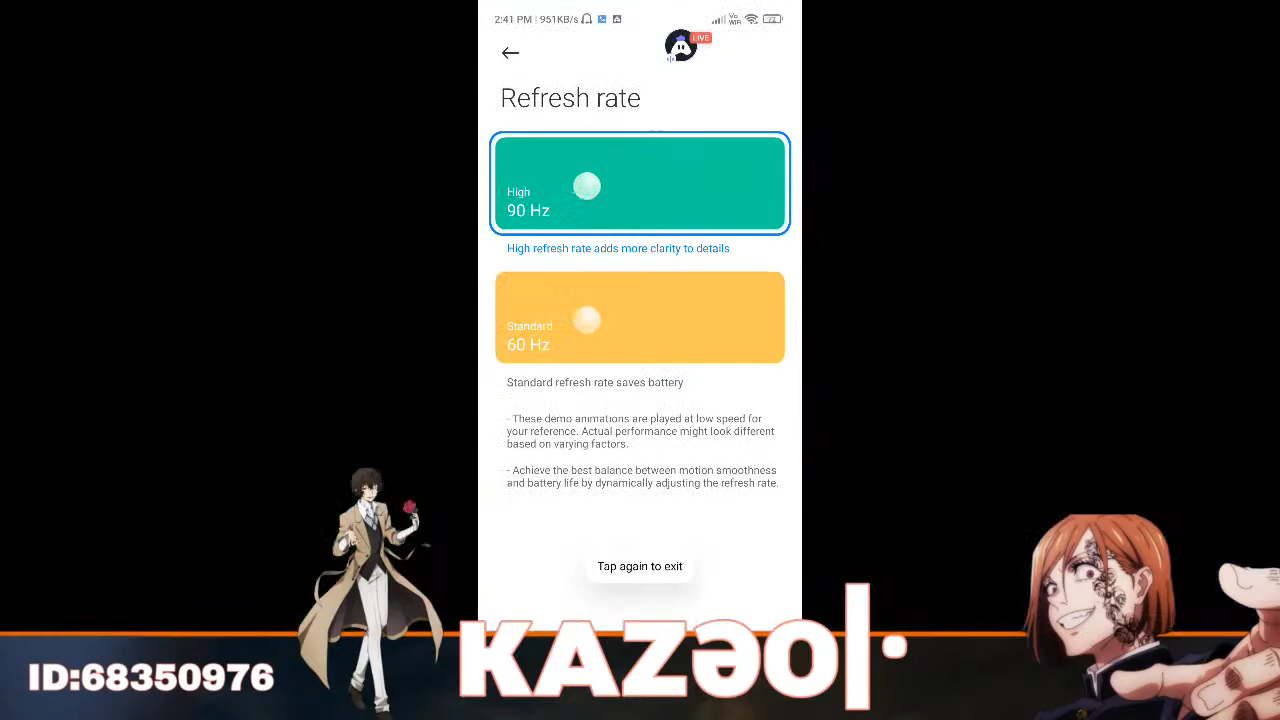 2:41 PM | 951KB/s
Vo
WiFi
72
LIVE
Refresh rate
High
90 Hz
High refresh rate adds more clarity to details
Standard
60 Hz
Standard refresh rate saves battery
- These demo animations are played at low speed for
your reference. Actual performance might look different
based on varying factors.
- Achieve the best balance between motion smoothness
and battery life by dynamically adjusting the refresh rate.
Tap again to exit
KAZƏO|·
ID:68350976